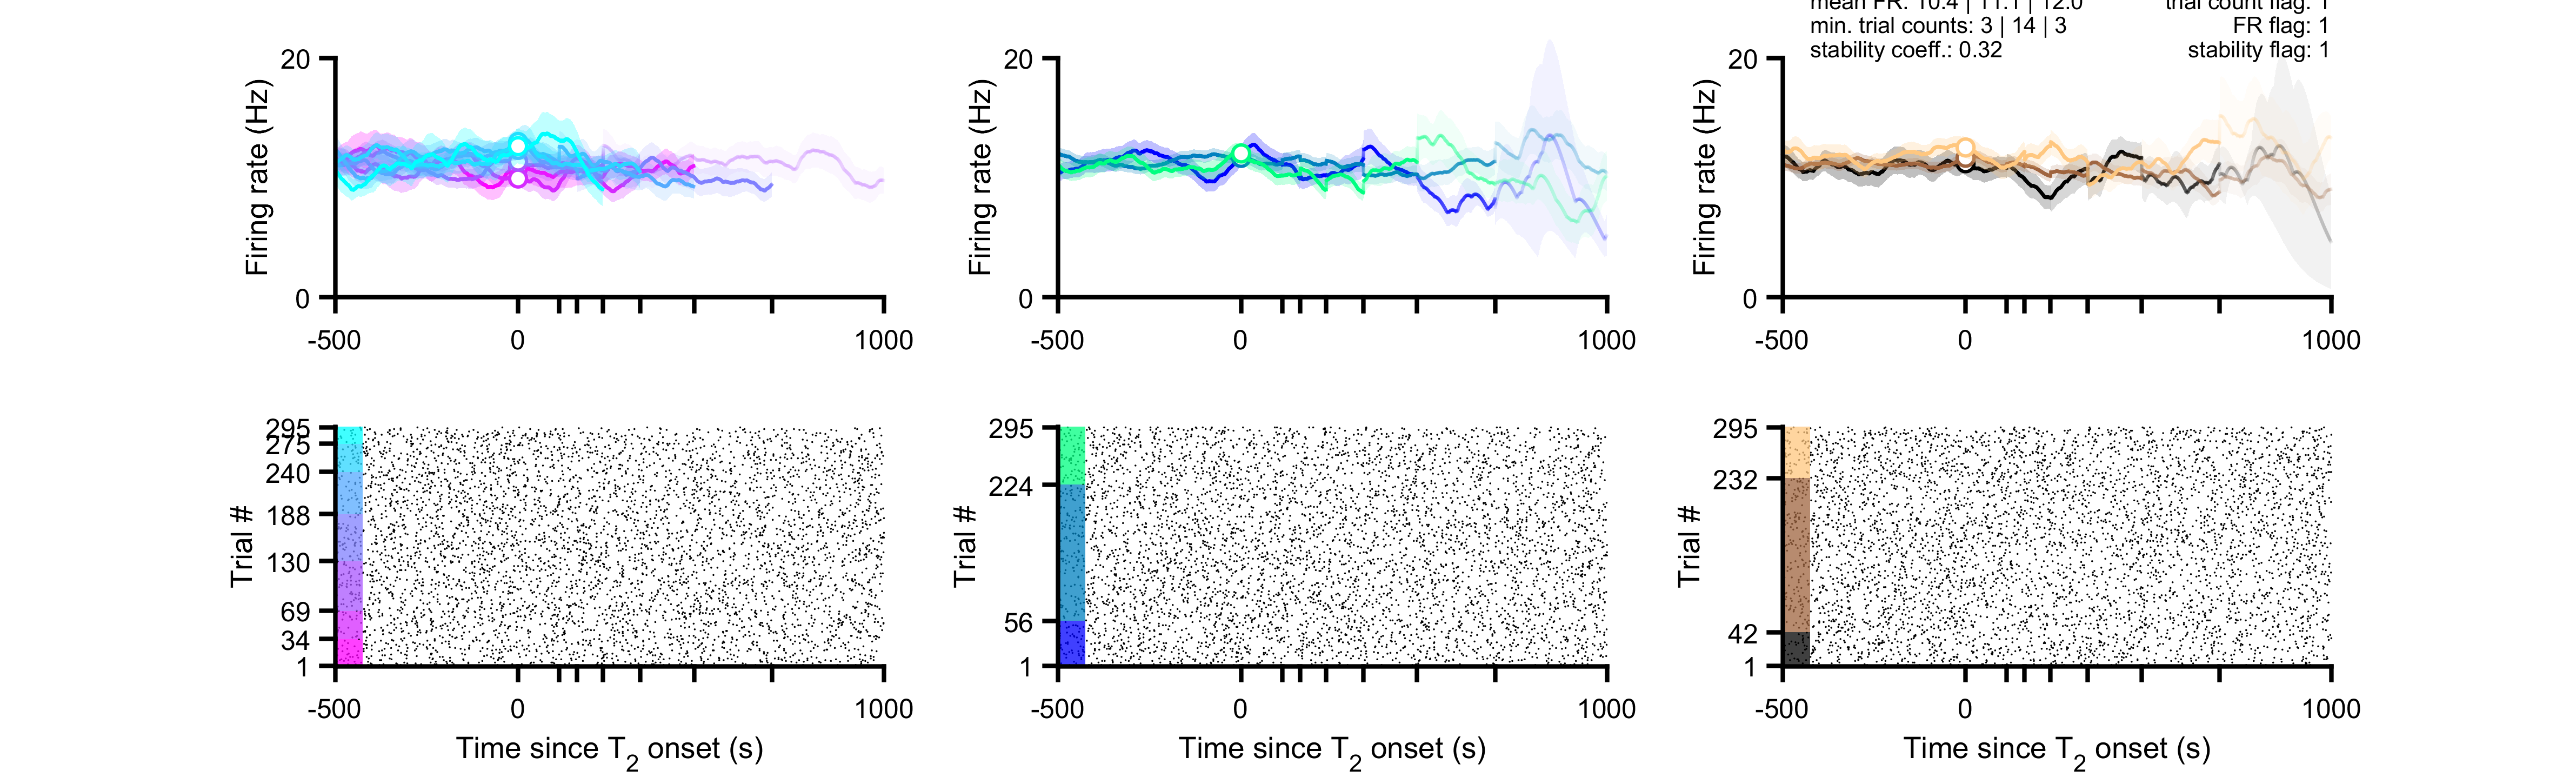 mean FR: 10.4 | 11.1 | 12.0
trial count flag: 1
min. trial counts: 3 | 14 | 3
FR flag: 1
stability coeff.: 0.32
stability flag: 1
20
Firing rate (Hz)
0
-500
0
1000
20
Firing rate (Hz)
0
-500
0
1000
20
Firing rate (Hz)
0
-500
0
1000
295
275
240
188
130
69
34
1
Trial #
-500
0
1000
Time since T2 onset (s)
295
224
56
1
Trial #
-500
0
1000
Time since T2 onset (s)
295
232
42
1
Trial #
-500
0
1000
Time since T2 onset (s)